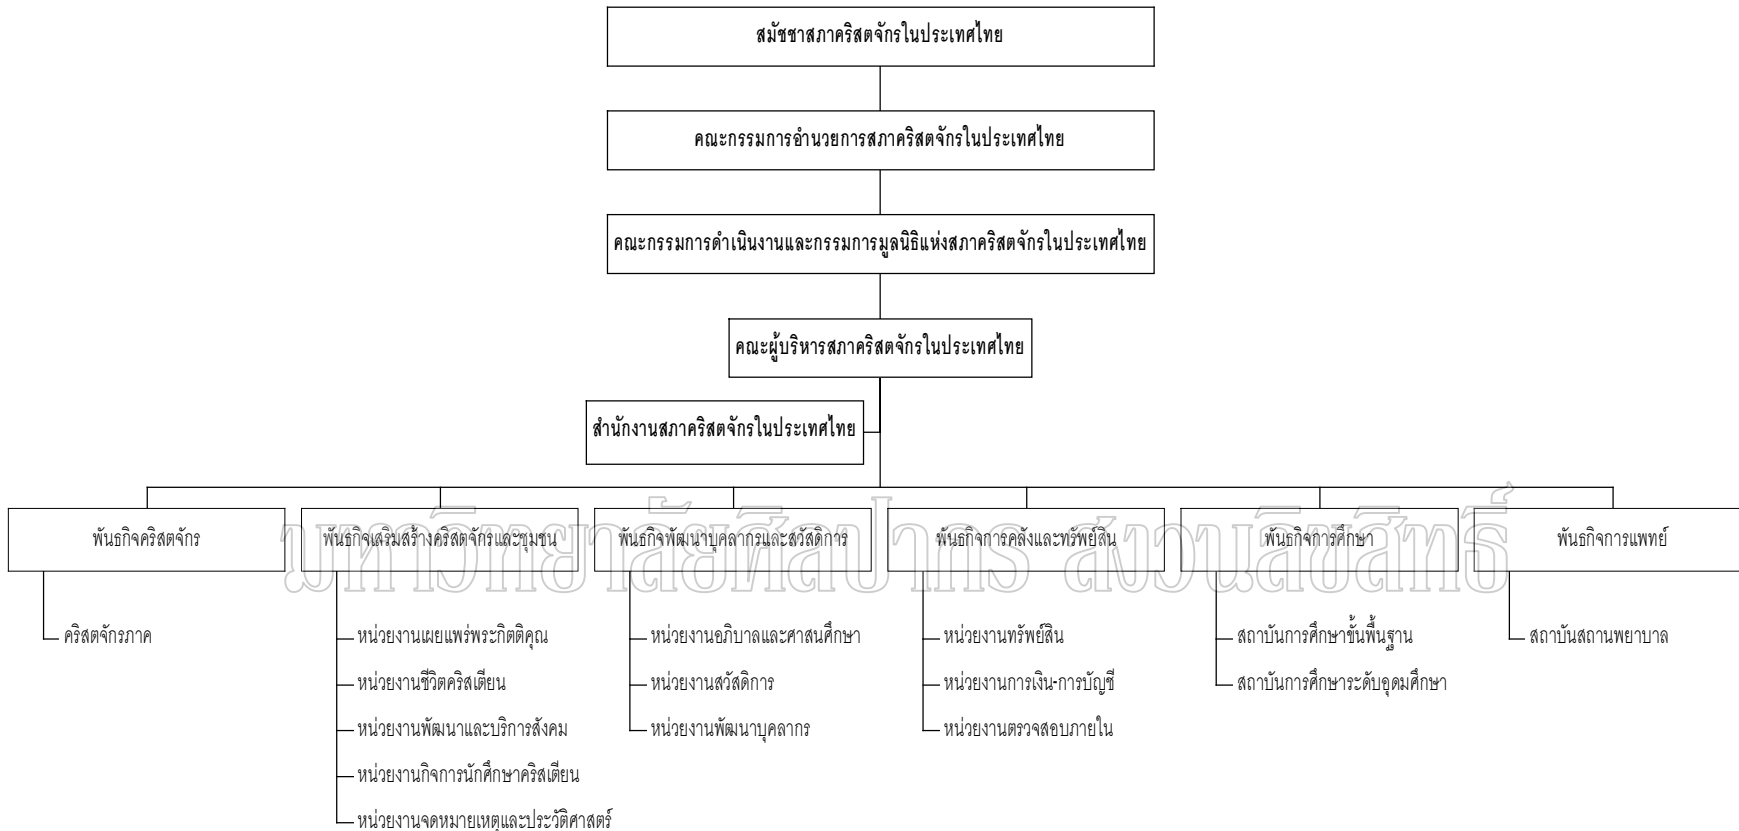 สมัชชาสภาคริสตจักรในประเทศไทย
คณะกรรมการอำนวยการสภาคริสตจักรในประเทศไทย
คณะกรรมการดำเนินงานและกรรมการมูลนิธิแห่งสภาคริสตจักรในประเทศไทย
คณะผู้บริหารสภาคริสตจักรในประเทศไทย
สำนักงานสภาคริสตจักรในประเทศไทย
มหาวิทยาลัยศิลปากร สงวนลิขสิทธิ์
พันธกิจคริสตจักร
คริสตจักรภาค
พันธกิจเสริมสร้างคริสตจักรและชุมชน
หน่วยงานเผยแพร่พระกิตติคุณ
หน่วยงานชีวิตคริสเตียน
หน่วยงานพัฒนาและบริการสังคม
หน่วยงานกิจการนักศึกษาคริสเตียน
หน่วยงานจดหมายเหตุและประวัติศาสตร์
พันธกิจพัฒนาบุคลากรและสวัสดิการ
หน่วยงานอภิบาลและศาสนศึกษา
หน่วยงานสวัสดิการ
หน่วยงานพัฒนาบุคลากร
พันธกิจการคลังและทรัพย์สิน
หน่วยงานทรัพย์สิน
หน่วยงานการเงิน-การบัญชี
หน่วยงานตรวจสอบภายใน
พันธกิจการศึกษา
สถาบันการศึกษาขั้นพื้นฐาน
สถาบันการศึกษาระดับอุดมศึกษา
พันธกิจการแพทย์
สถาบันสถานพยาบาล